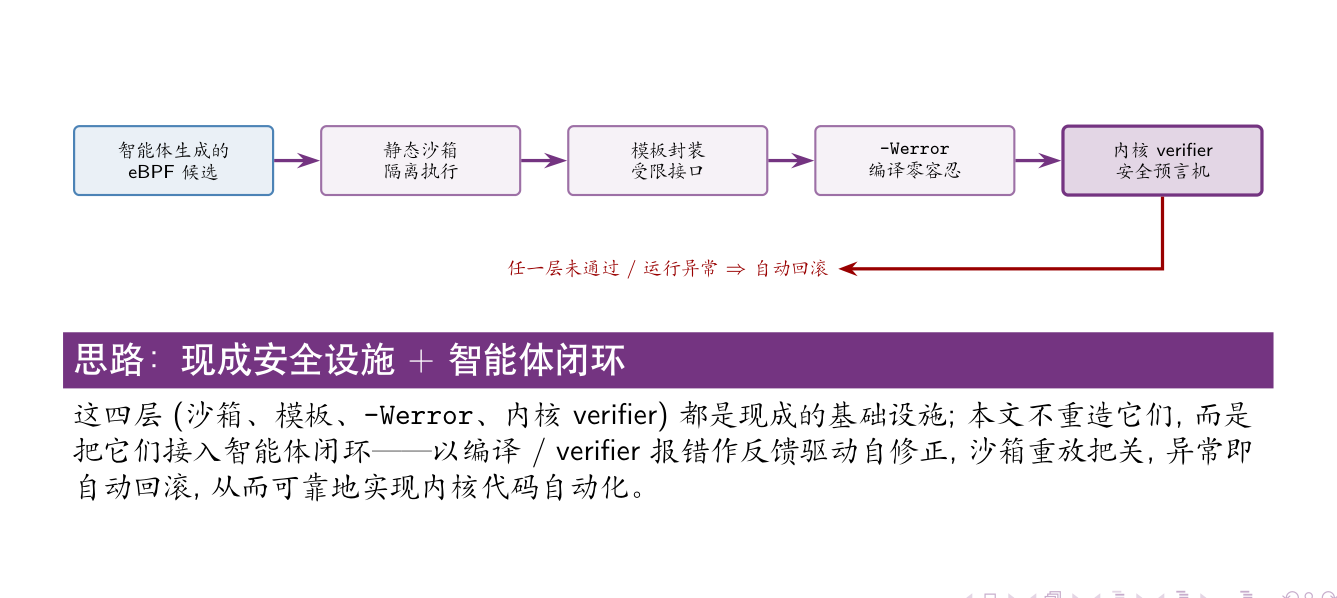 智能体生成的
eBPF 候选
静态沙箱
隔离执行
模板封装
受限接口
-Werror
编译零容忍
内核 verifier
安全预言机
任一层未通过 / 运行异常 ⇒ 自动回滚
思路：现成安全设施 + 智能体闭环
这四层 (沙箱、模板、-Werror、内核 verifier) 都是现成的基础设施; 本文不重造它们, 而是
把它们接入智能体闭环——以编译 / verifier 报错作反馈驱动自修正, 沙箱重放把关, 异常即
自动回滚, 从而可靠地实现内核代码自动化。